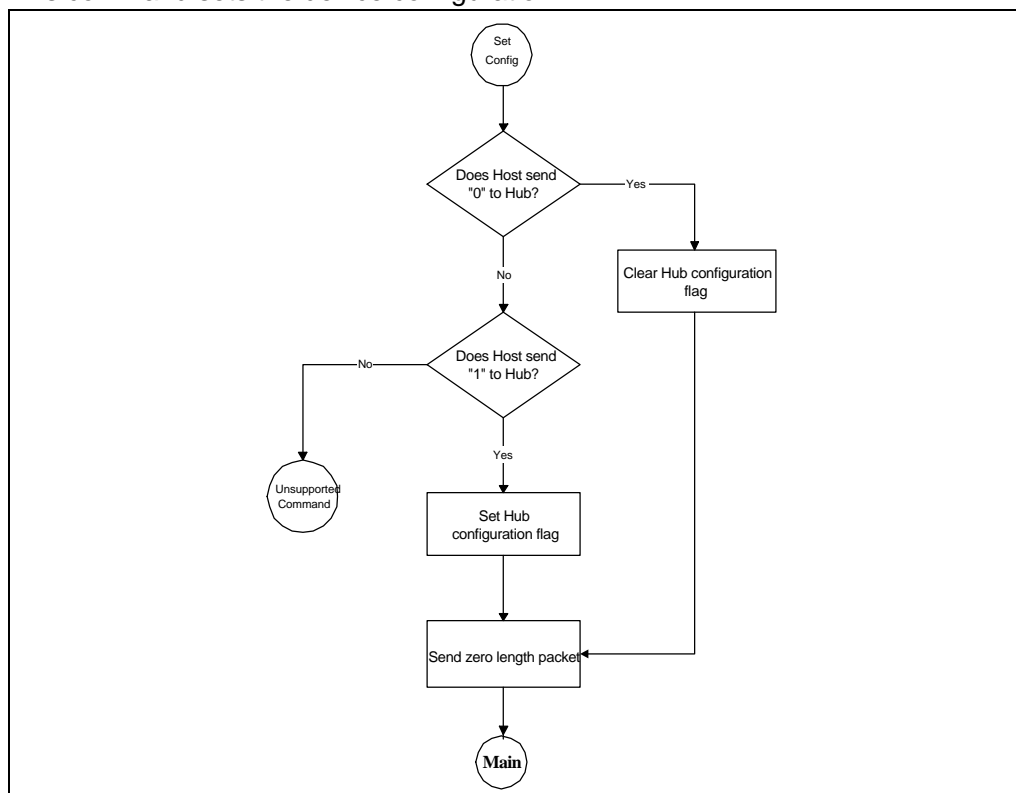 Set
Config
Does Host send
"0" to Hub?
Yes
Clear Hub configuration
flag
No
Does Host send
"1" to Hub?
No
Yes
Unsupported
Command
Set Hub
configuration flag
Send zero length packet
Main